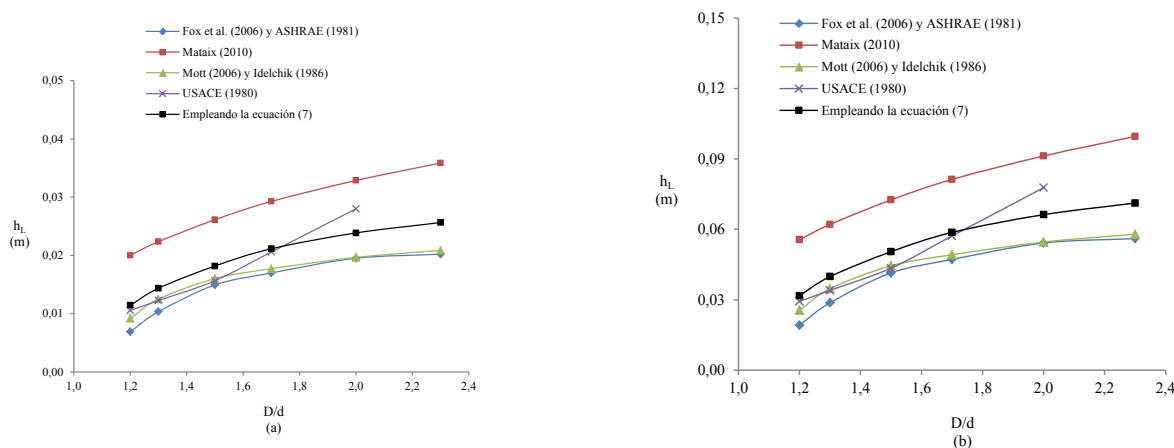 Fox et al. (2006) y ASHRAE (1981)
Mataix (2010)
Mott (2006) y Idelchik (1986)
USACE (1980)
Empleando la ecuación (7)
0,05
0,04
0,03
0,02
0,01
0,00
hL
(m)
1,0 1,2 1,4 1,6 1,8 2,0 2,2 2,4
D/d
(a)
Fox et al. (2006) y ASHRAE (1981)
Mataix (2010)
Mott (2006) y Idelchik (1986)
USACE (1980)
Empleando la ecuación (7)
0,15
0,12
0,09
0,06
0,03
0,00
hL
(m)
1,0 1,2 1,4 1,6 1,8 2,0 2,2 2,4
D/d
(b)